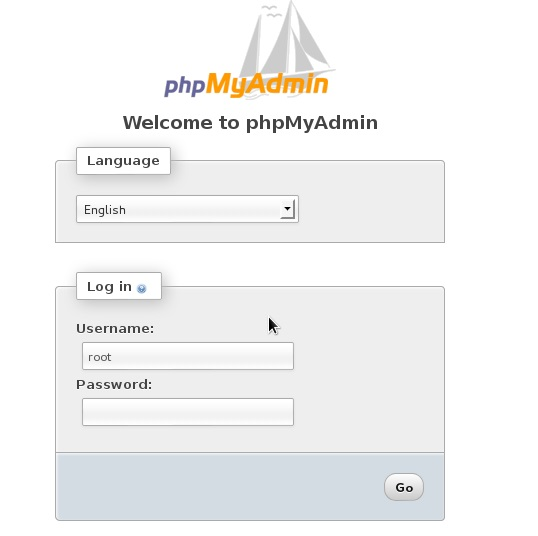 phpMyAdmin
Welcome to phpMyAdmin
Language
English
Log in
Username:
root
Password:
Go